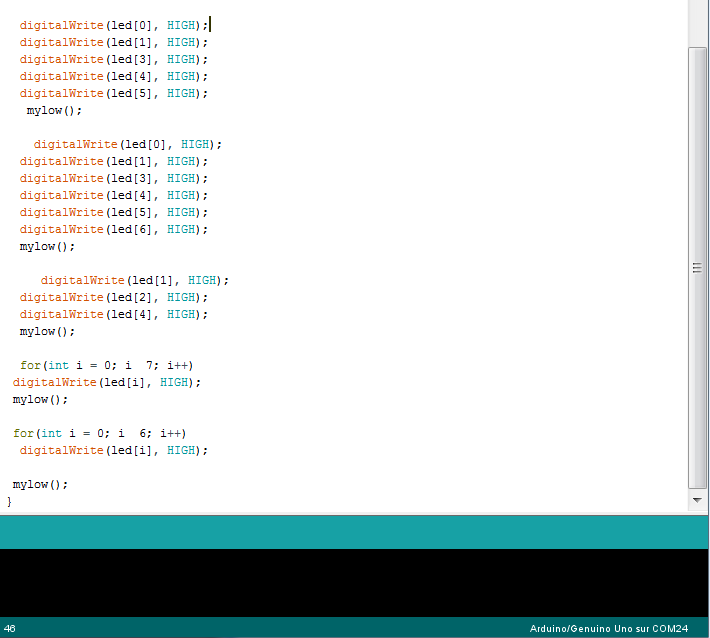 digitalWrite(led[0], HIGH);
digitalWrite(led[1], HIGH);
digitalWrite(led[3], HIGH);
digitalWrite(led[4], HIGH);
digitalWrite(led[5], HIGH);
mylow();
digitalWrite(led[0], HIGH);
digitalWrite(led[1], HIGH);
digitalWrite(led[3], HIGH);
digitalWrite(led[4], HIGH);
digitalWrite(led[5], HIGH);
digitalWrite(led[6], HIGH);
mylow();
digitalWrite(led[1], HIGH);
digitalWrite(led[2], HIGH);
digitalWrite(led[4], HIGH);
mylow();
for(int i = 0; i  7; i++)
digitalWrite(led[i], HIGH);
mylow();
for(int i = 0; i  6; i++)
digitalWrite(led[i], HIGH);
mylow();
}
46 Arduino/Genuino Uno sur COM24